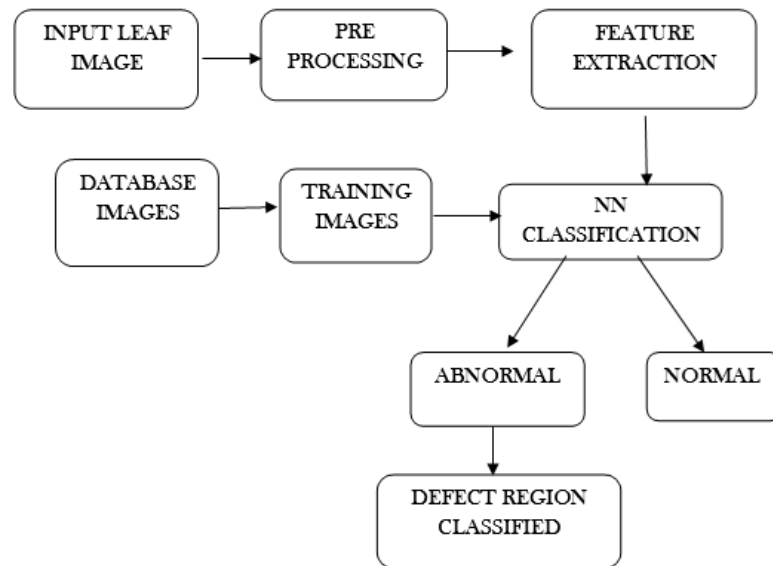 INPUT LEAF
IMAGE
PRE
PROCESSING
FEATURE
EXTRACTION
DATABASE
IMAGES
TRAINING
IMAGES
NN
CLASSIFICATION
ABNORMAL
NORMAL
DEFECT REGION
CLASSIFIED